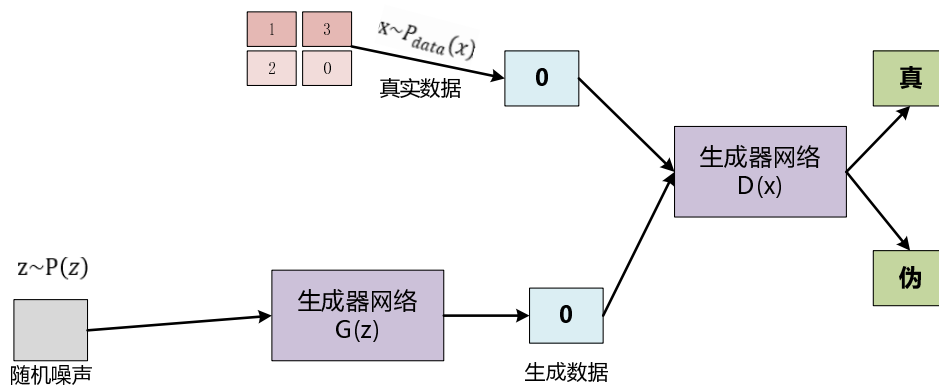 1 3
2 0
x~P_data(x)
真实数据
0
真
生成器网络
D(x)
伪
z~P(z)
随机噪声
生成器网络
G(z)
0
生成数据